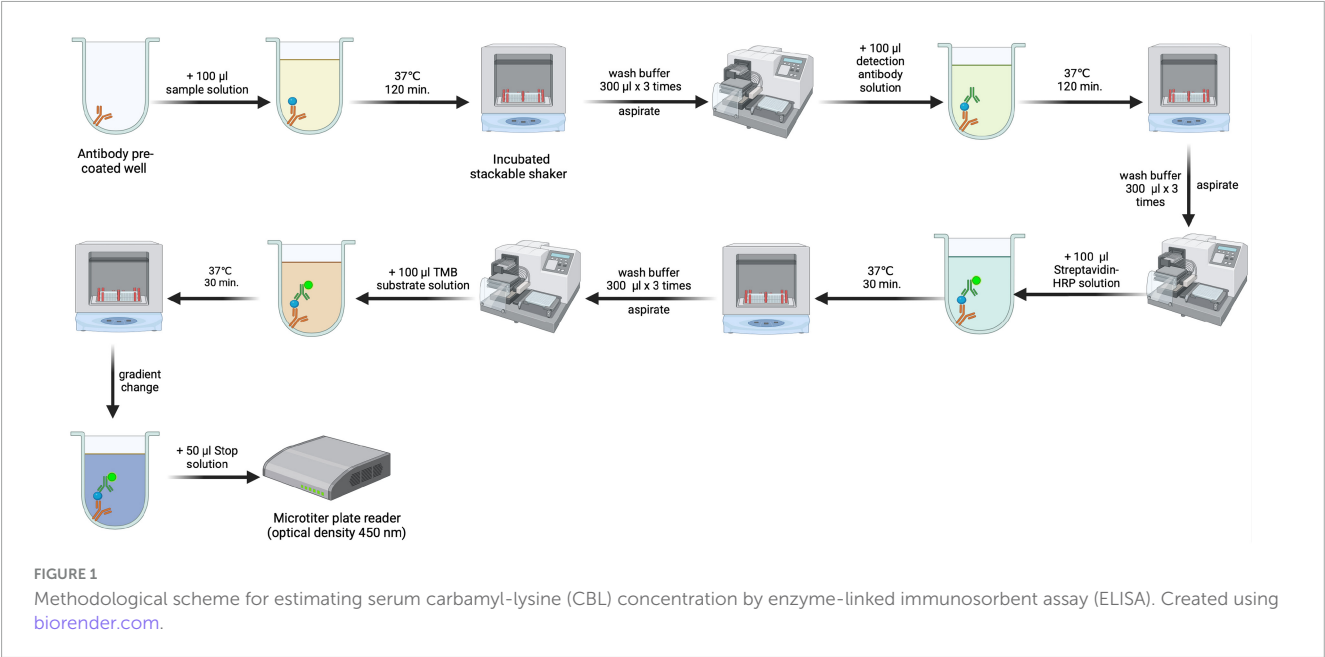 + 100 µl
sample solution
37°C
120 min.
wash buffer
300 µl x 3 times
aspirate
+ 100 µl
detection
antibody
solution
37°C
120 min.
Antibody pre-
coated well
Incubated
stackable shaker
wash buffer
300 µl x 3
times
aspirate
+ 100 µl
Streptavidin-
HRP solution
37°C
30 min.
wash buffer
300 µl x 3 times
aspirate
+ 100 µl TMB
substrate solution
37°C
30 min.
gradient
change
+ 50 µl Stop
solution
Microtiter plate reader
(optical density 450 nm)
FIGURE 1
Methodological scheme for estimating serum carbamyl-lysine (CBL) concentration by enzyme-linked immunosorbent assay (ELISA). Created using
biorender.com.